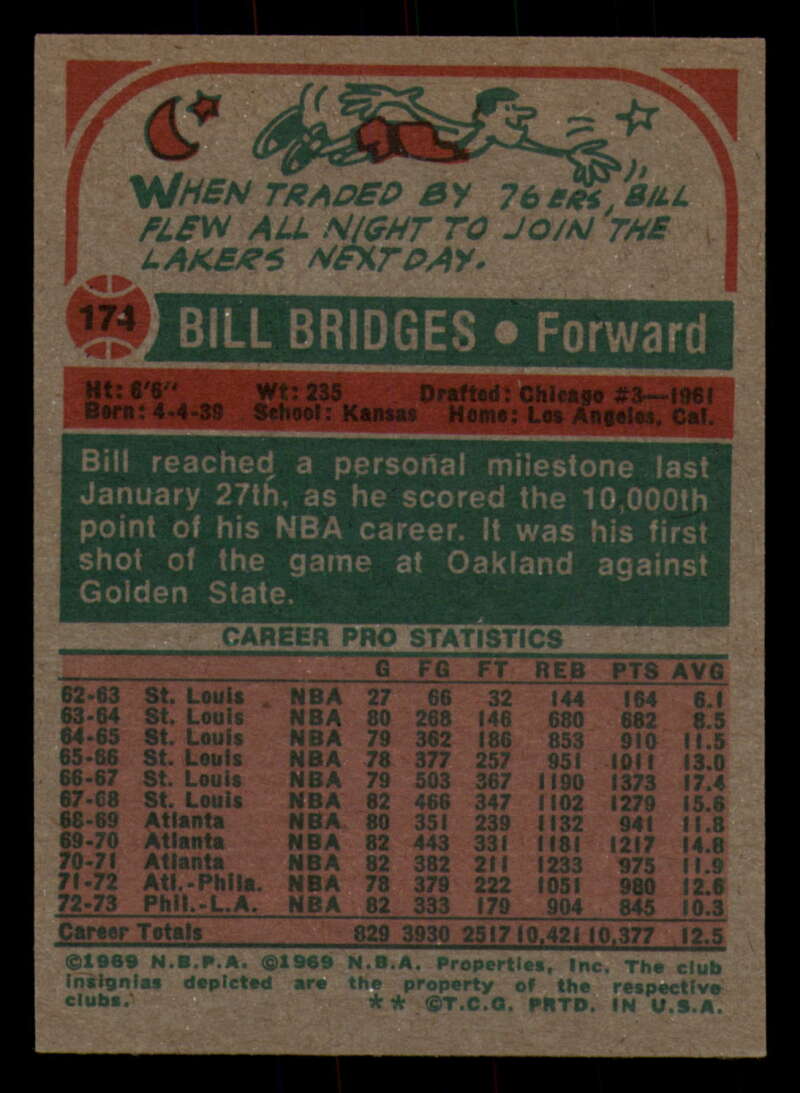 WHEN TRADED BY 76ERS, BILL
FLEW ALL NIGHT TO JOIN THE
LAKERS NEXT DAY.
174 BILL BRIDGES • Forward
Ht: 6'6" Wt: 235 Drafted: Chicago #3—1961
Born: 4-4-39 School: Kansas Home: Los Angeles, Cal.
Bill reached a personal milestone last
January 27th, as he scored the 10,000th
point of his NBA career. It was his first
shot of the game at Oakland against
Golden State.
CAREER PRO STATISTICS
G FG FT REB PTS AVG
62-63 St. Louis NBA 27 66 32 144 164 6.1
63-64 St. Louis NBA 80 268 146 680 682 8.5
64-65 St. Louis NBA 79 362 186 853 910 11.5
65-66 St. Louis NBA 78 377 257 951 1011 13.0
66-67 St. Louis NBA 79 503 367 1190 1373 17.4
67-68 St. Louis NBA 82 466 347 1102 1279 15.6
68-69 Atlanta NBA 80 351 239 1132 941 11.8
69-70 Atlanta NBA 82 443 331 1181 1217 14.8
70-71 Atlanta NBA 82 382 211 1233 975 11.9
71-72 Atl.-Phila. NBA 78 379 222 1051 980 12.6
72-73 Phil.-L.A. NBA 82 333 179 904 845 10.3
Career Totals 829 3930 2517 10,421 10,377 12.5
©1969 N.B.P.A. ©1969 N.B.A. Properties, Inc. The club
insignias depicted are the property of the respective
clubs. ** ©T.C.G. PRTD. IN U.S.A.